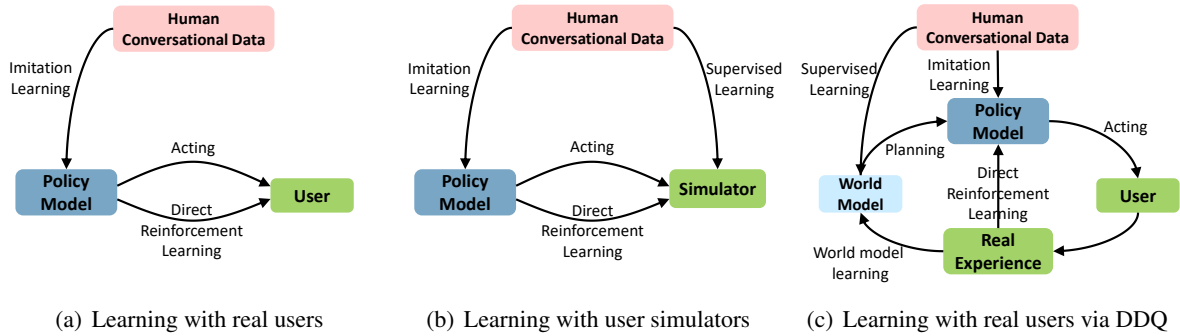 Human
Conversational Data
Imitation
Learning
Policy
Model
Acting
Direct
Reinforcement
Learning
User
(a) Learning with real users
Human
Conversational Data
Imitation
Learning
Supervised
Learning
Policy
Model
Acting
Direct
Reinforcement
Learning
Simulator
(b) Learning with user simulators
Human
Conversational Data
Supervised
Learning
Imitation
Learning
Policy
Model
Acting
Planning
World
Model
Direct
Reinforcement
Learning
User
World model
learning
Real
Experience
(c) Learning with real users via DDQ